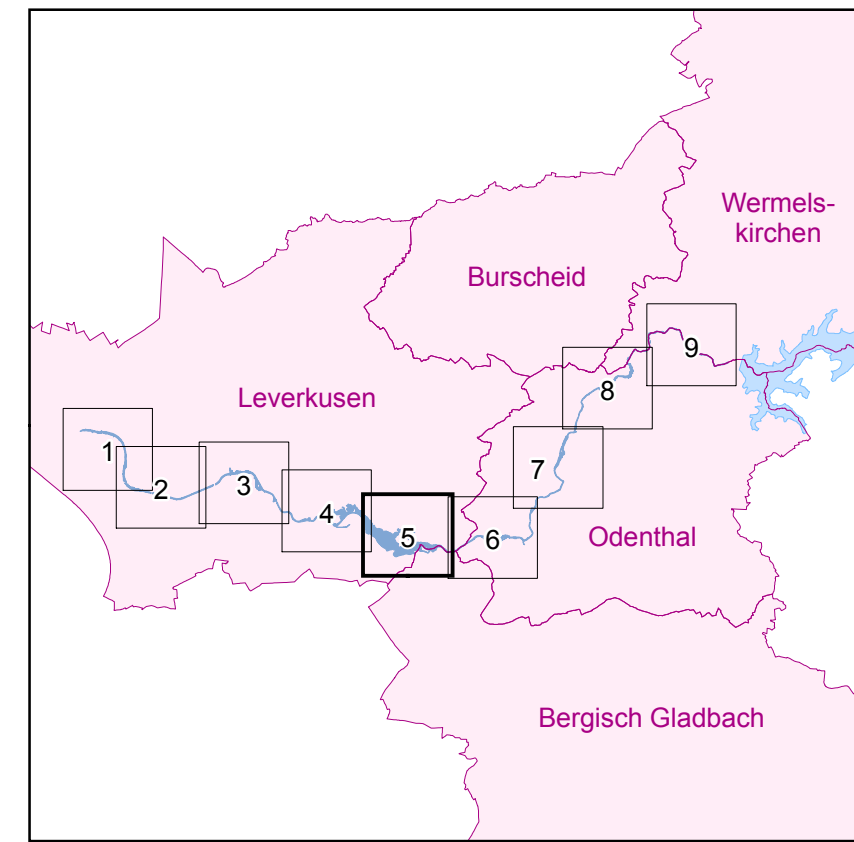 Wermels-
kirchen
Burscheid
Leverkusen
9
8
1
2
3
7
4
5
6
Odenthal
Bergisch Gladbach